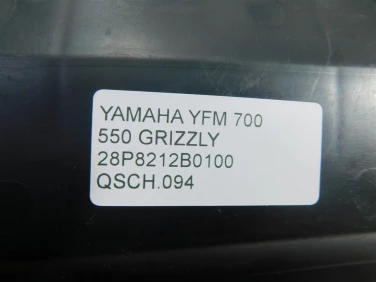 YAMAHA YFM 700
550 GRIZZLY
28P8212B0100
QSCH.094